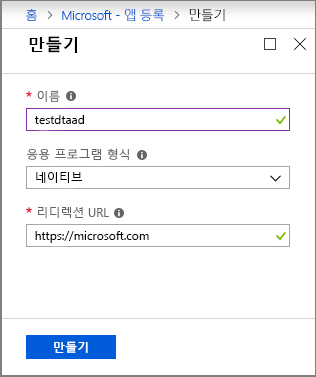 홈 > Microsoft - 앱 등록 > 만들기
만들기
* 이름
testdtaad
응용 프로그램 형식
네이티브
* 리디렉션 URL
https://microsoft.com
만들기